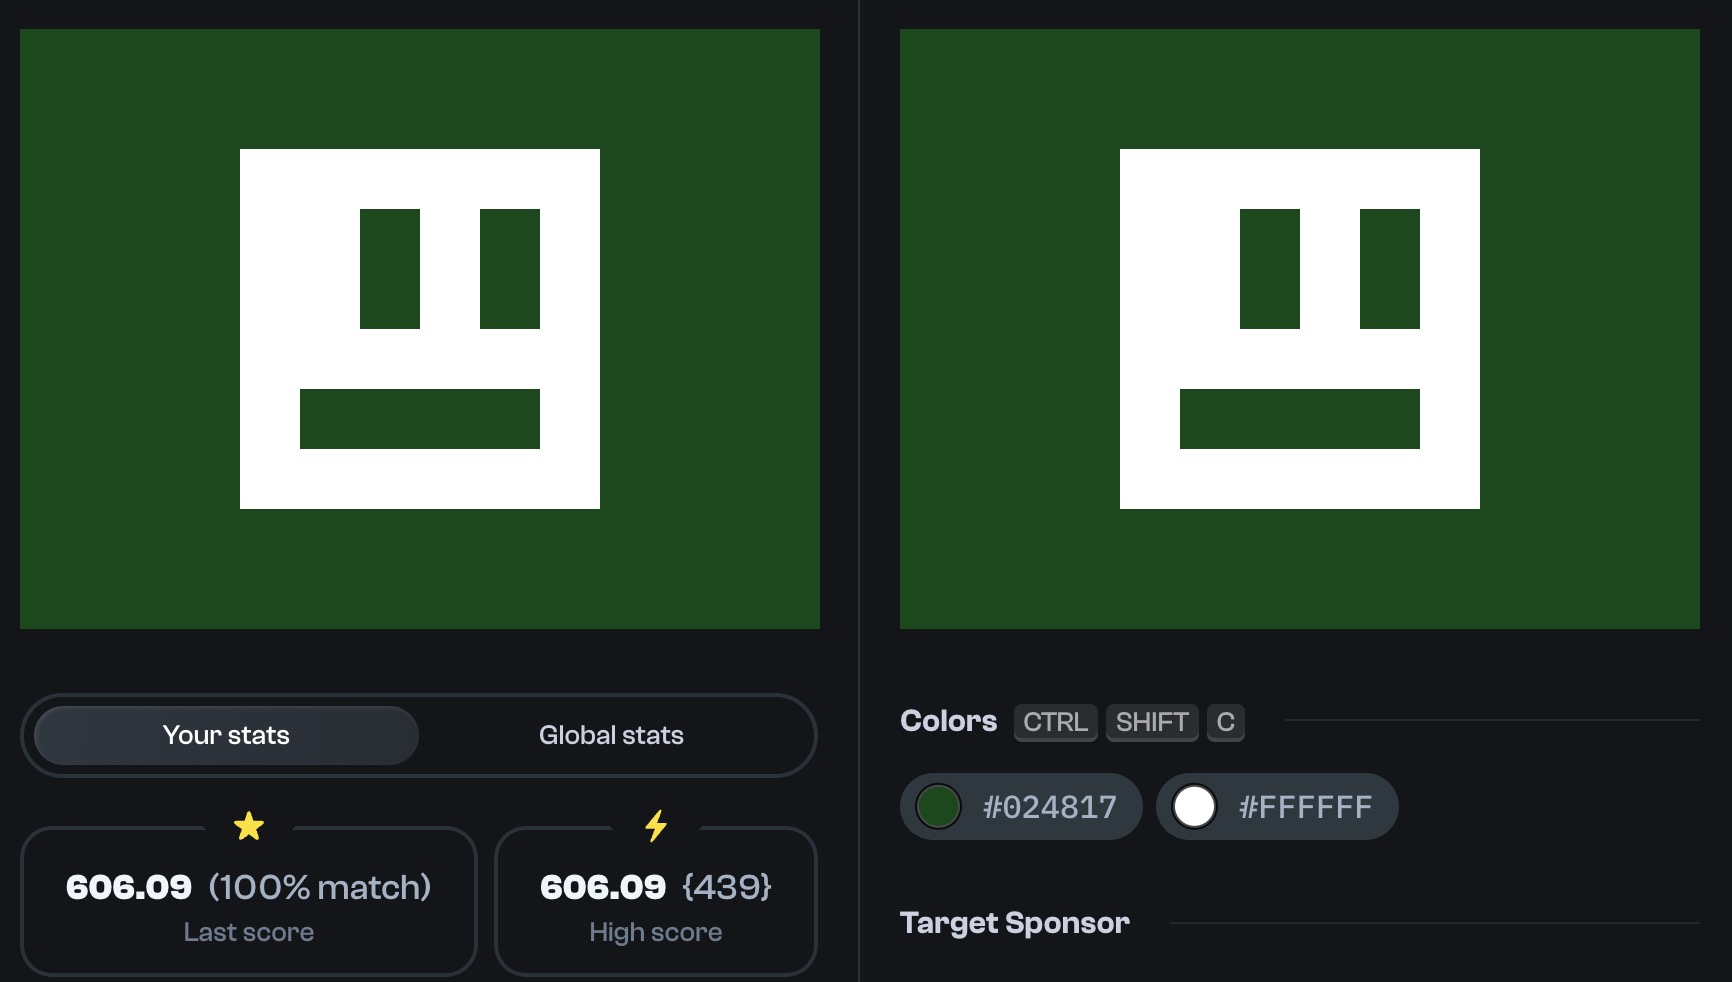 Your stats
Global stats
606.09 (100% match)
Last score
606.09 {439}
High score
Colors CTRL SHIFT C
#024817
#FFFFFF
Target Sponsor